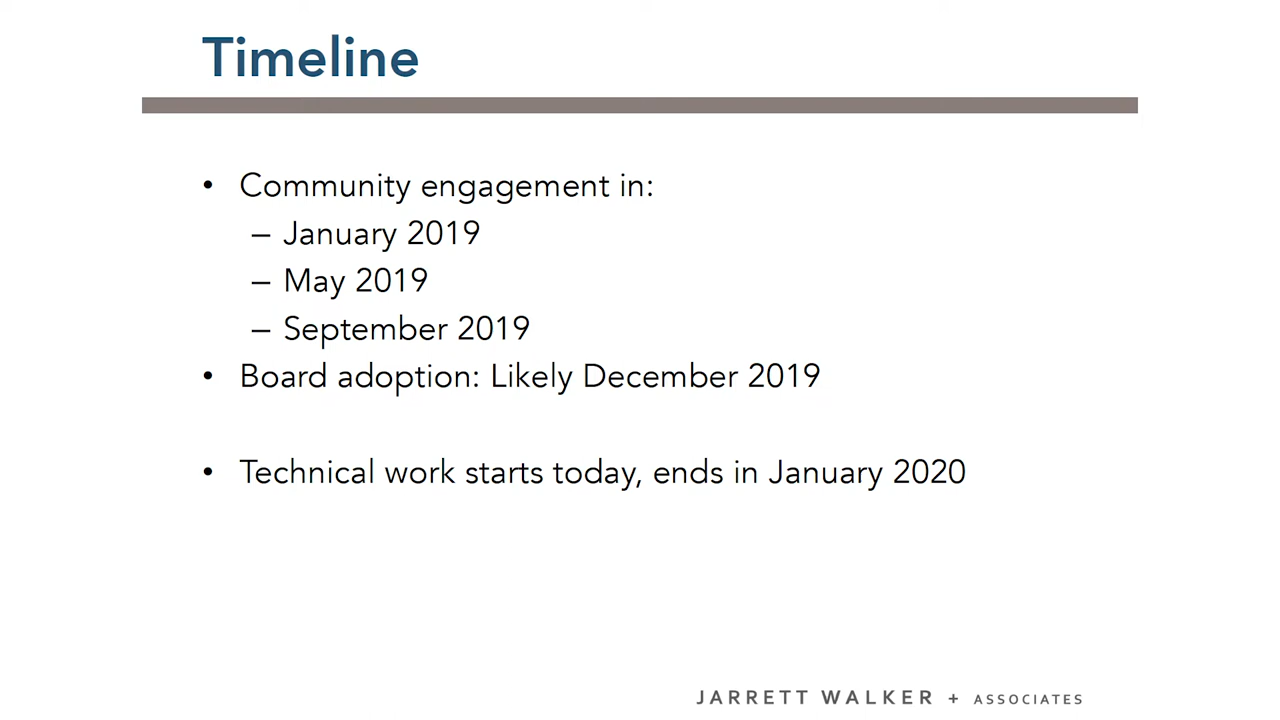 Timeline
• Community engagement in:
– January 2019
– May 2019
– September 2019
• Board adoption: Likely December 2019
• Technical work starts today, ends in January 2020
JARRETT WALKER + ASSOCIATES